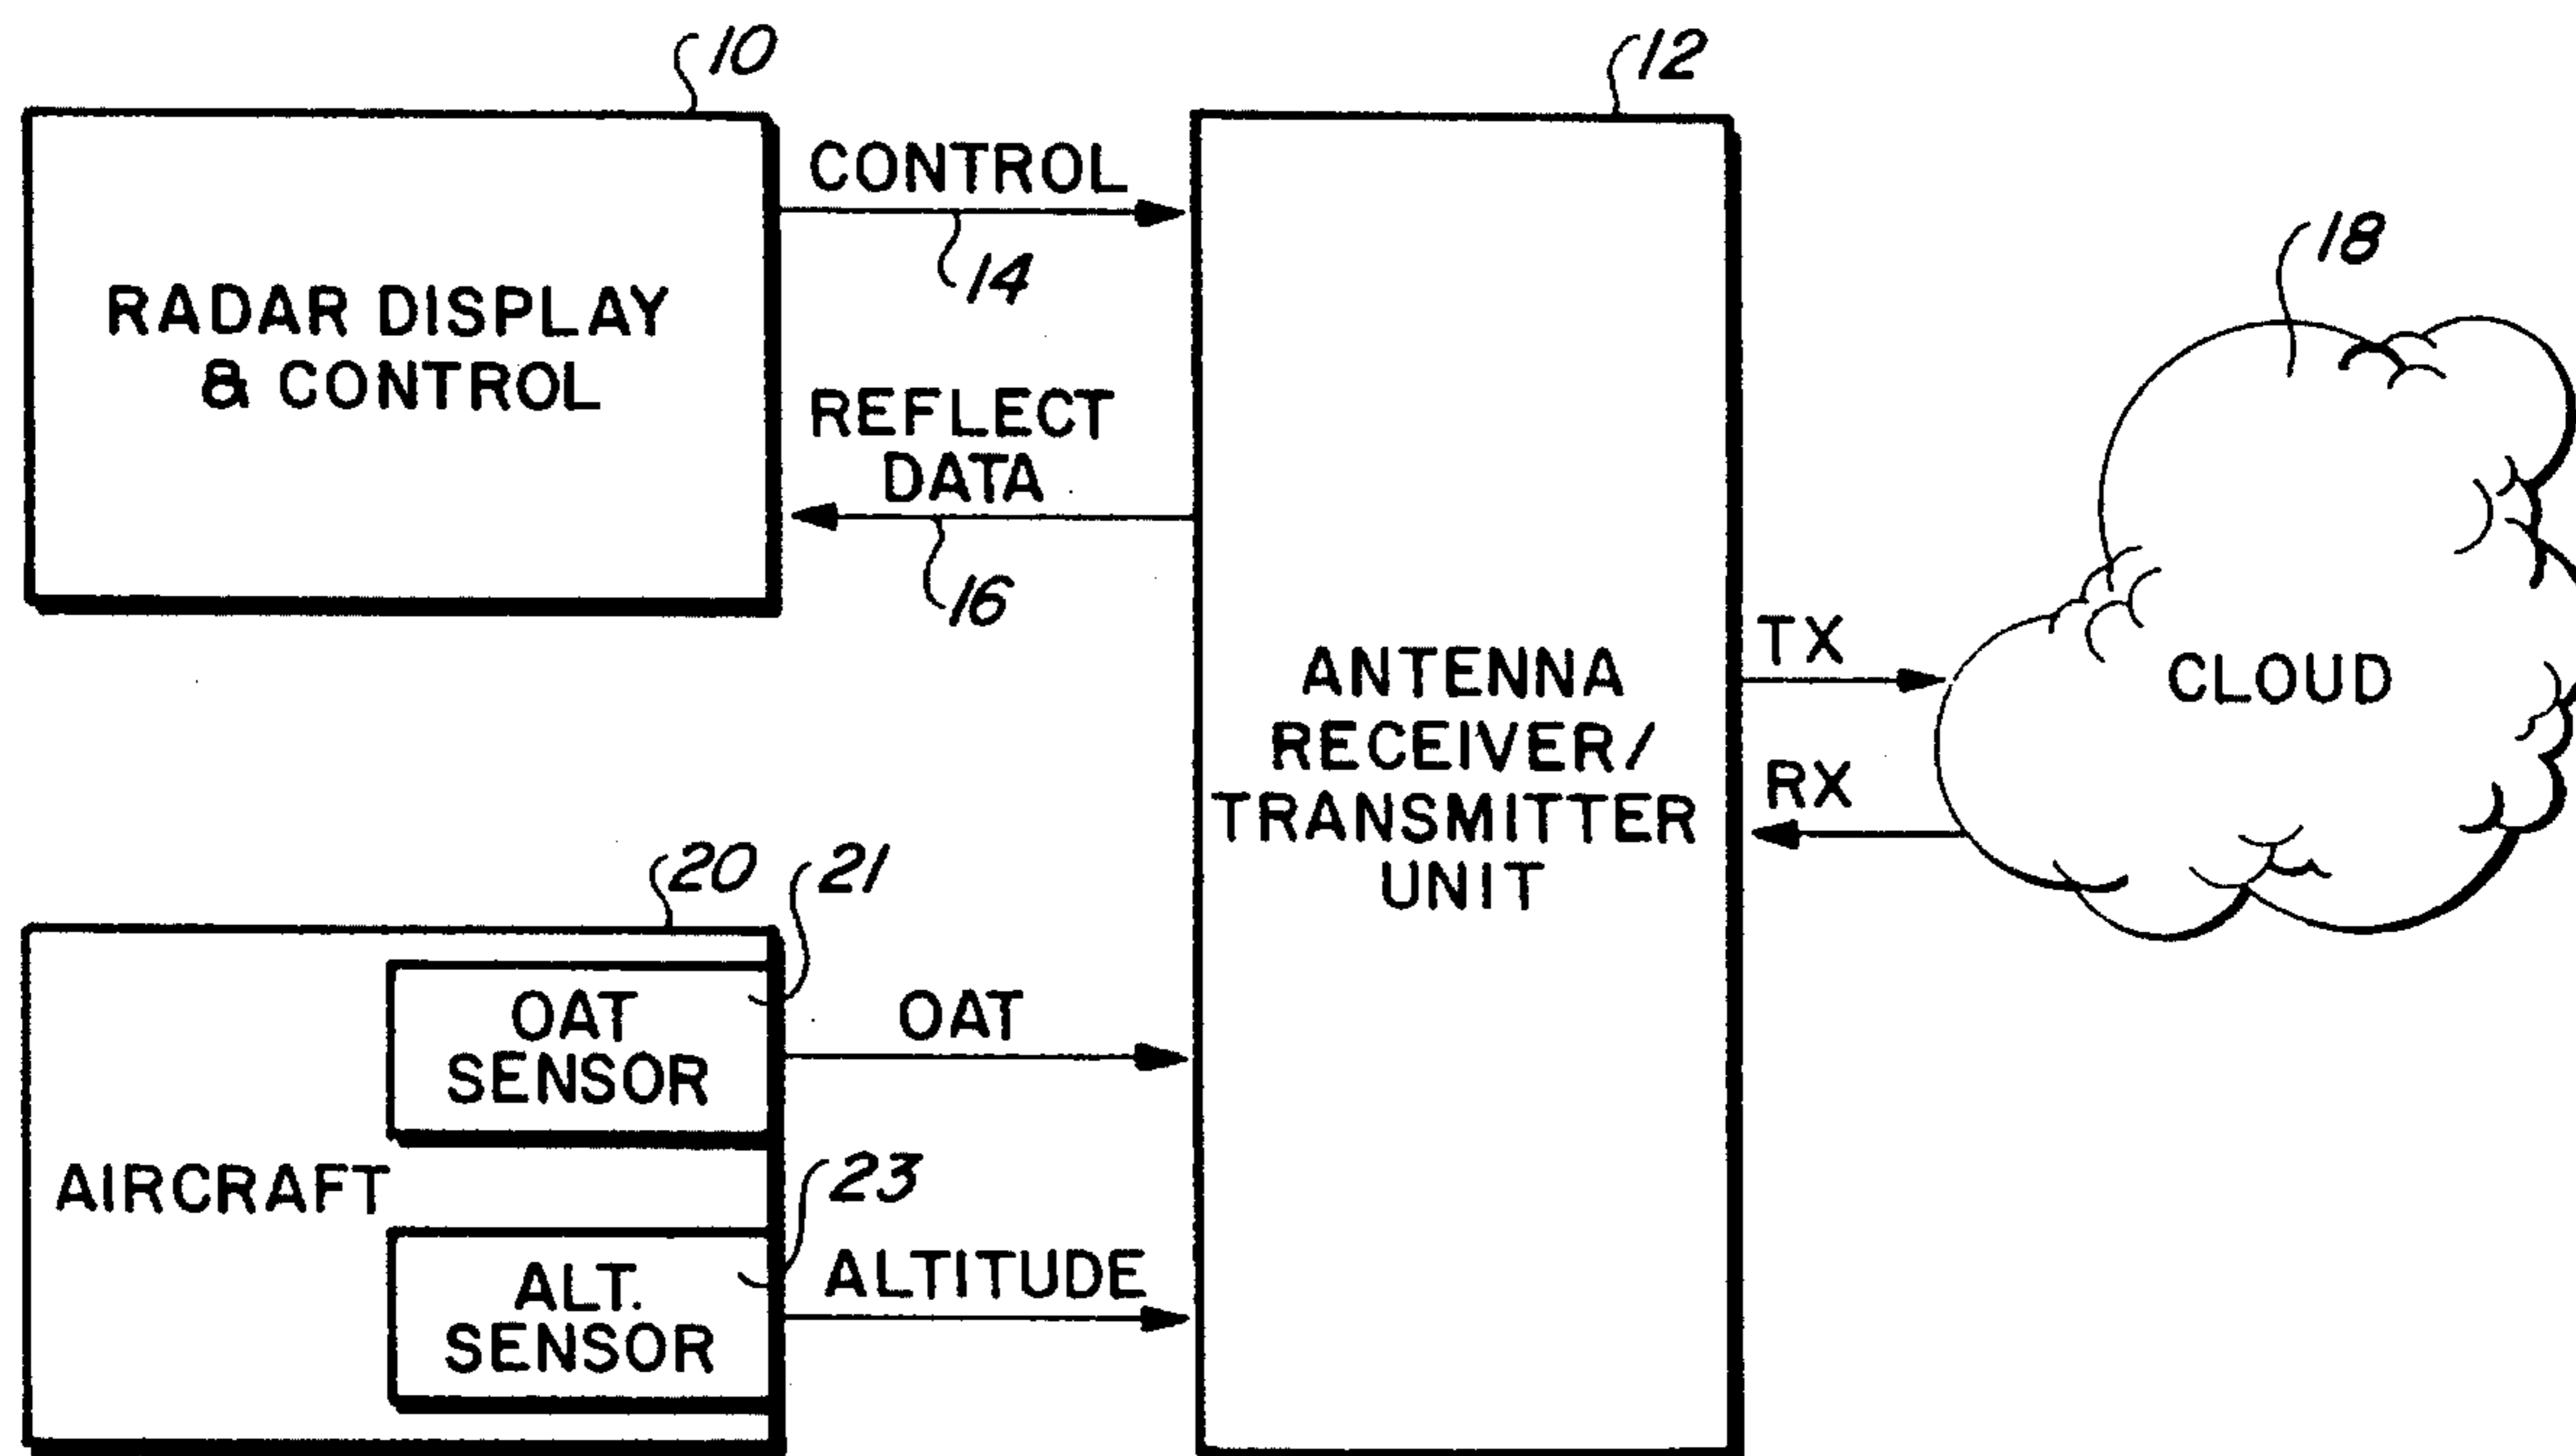 10
12
CONTROL
14
RADAR DISPLAY
& CONTROL
REFLECT
DATA
16
18
TX
CLOUD
RX
ANTENNA
RECEIVER/
TRANSMITTER
UNIT
20
21
OAT
SENSOR
OAT
AIRCRAFT
23
ALT.
SENSOR
ALTITUDE